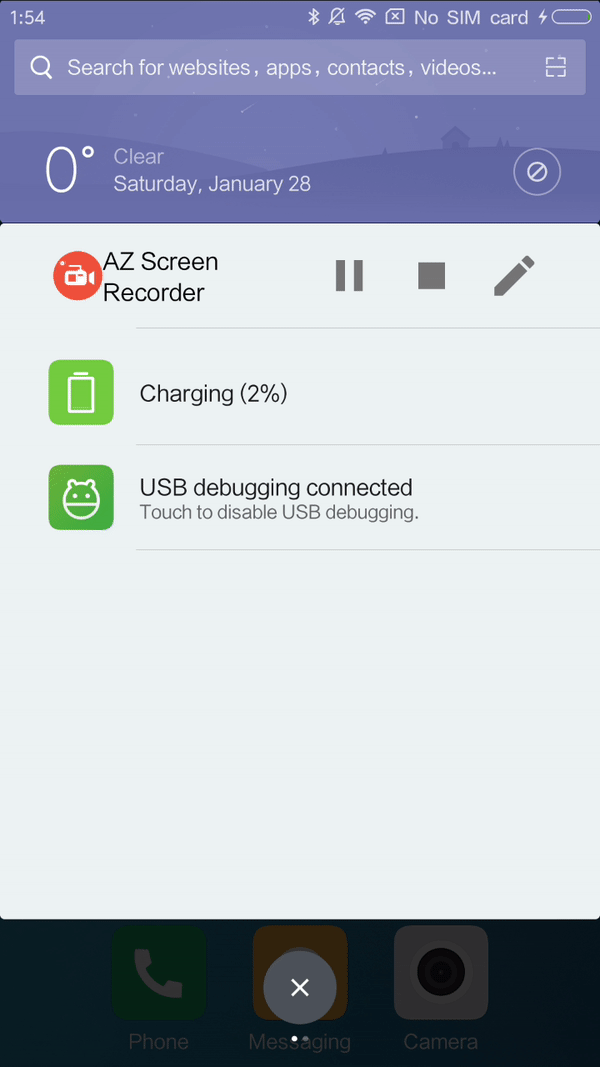 1:54 No SIM card
Search for websites, apps, contacts, videos...
0° Clear
Saturday, January 28
AZ Screen
Recorder
Charging (2%)
USB debugging connected
Touch to disable USB debugging.
Phone Messaging Camera